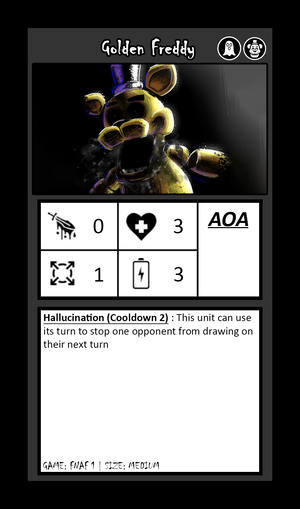 Golden Freddy
0
3
AOA
1
3
Hallucination (Cooldown 2) : This unit can use
its turn to stop one opponent from drawing on
their next turn
GAME: FNAF 1 | SIZE: MEDIUM